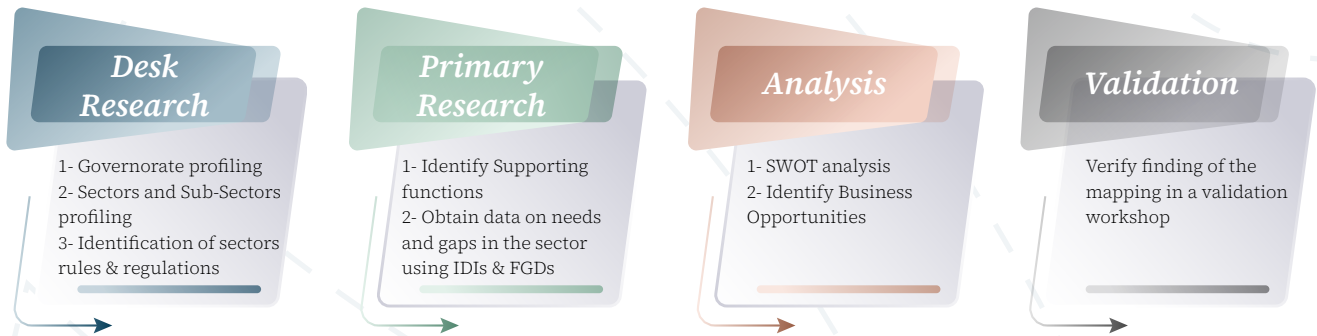 Desk
Research
1- Governorate profiling
2- Sectors and Sub-Sectors
profiling
3- Identification of sectors
rules & regulations
Primary
Research
1- Identify Supporting
functions
2- Obtain data on needs
and gaps in the sector
using IDIs & FGDs
Analysis
1- SWOT analysis
2- Identify Business
Opportunities
Validation
Verify finding of the
mapping in a validation
workshop